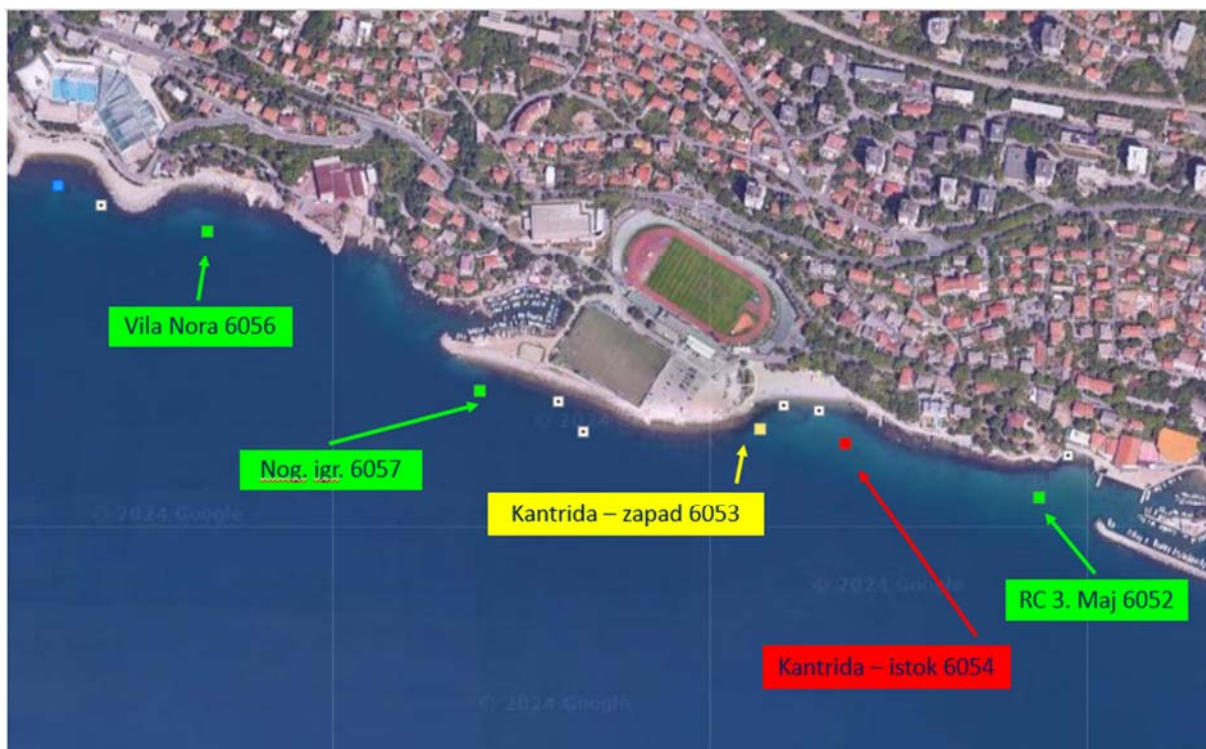 Vila Nora 6056
© 2024
Nog. igr. 6057
Kantrida – zapad 6053
© 2024 Google
© 2024 Google
RC 3. Maj 6052
Kantrida – istok 6054
© 2024 Google